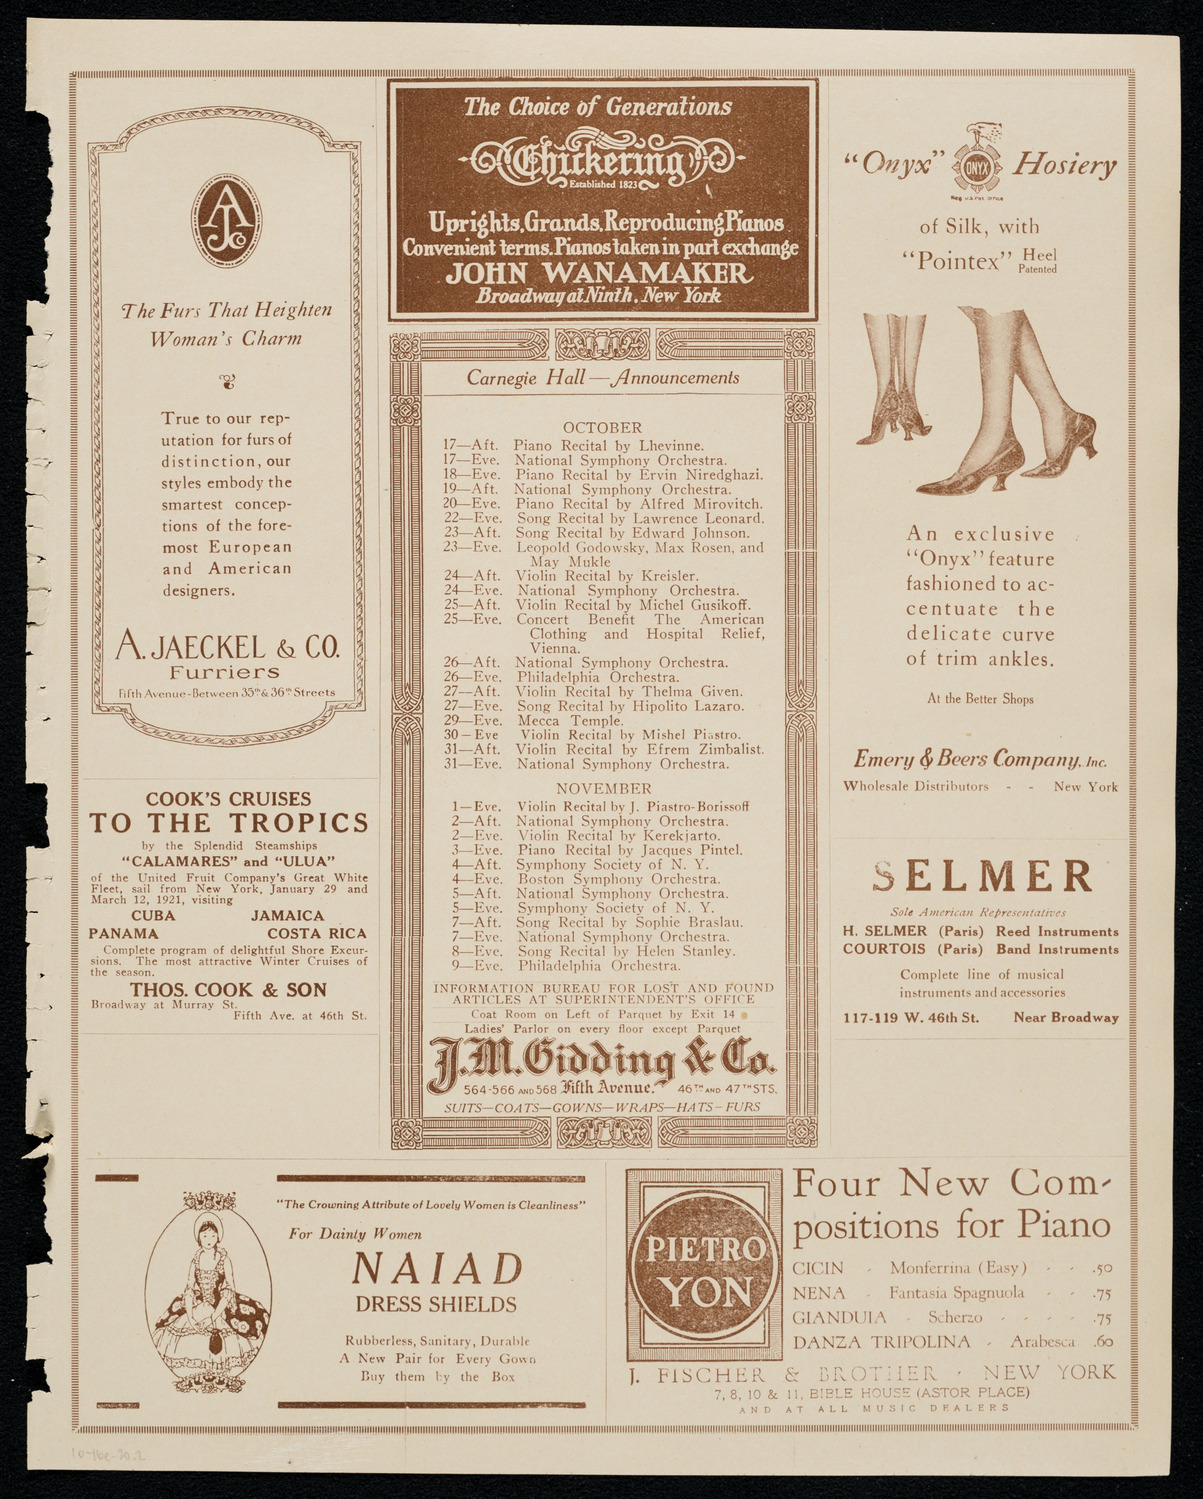 AJCo
The Furs That Heighten
Woman's Charm
True to our rep-
utation for furs of
distinction, our
styles embody the
smartest concep-
tions of the fore-
most European
and American
designers.
A. JAECKEL & CO.
Furriers
Fifth Avenue-Between 35th & 36th Streets
COOK'S CRUISES
TO THE TROPICS
by the Splendid Steamships
"CALAMARES" and "ULUA"
of the United Fruit Company's Great White
Fleet, sail from New York, January 29 and
March 12, 1921, visiting
CUBA JAMAICA
PANAMA COSTA RICA
Complete program of delightful Shore Excur-
sions. The most attractive Winter Cruises of
the season.
THOS. COOK & SON
Broadway at Murray St.
Fifth Ave. at 46th St.
The Choice of Generations
Chickering
Established 1823
Uprights, Grands, Reproducing Pianos
Convenient terms. Pianos taken in part exchange
JOHN WANAMAKER
Broadway at Ninth, New York
Carnegie Hall — Announcements
OCTOBER
17—Aft. Piano Recital by Lhevinne.
17—Eve. National Symphony Orchestra.
18—Eve. Piano Recital by Ervin Niredghazi.
19—Aft. National Symphony Orchestra.
20—Eve. Piano Recital by Alfred Mirovitch.
22—Eve. Song Recital by Lawrence Leonard.
23—Aft. Song Recital by Edward Johnson.
23—Eve. Leopold Godowsky, Max Rosen, and
May Mukle
24—Aft. Violin Recital by Kreisler.
24—Eve. National Symphony Orchestra.
25—Aft. Violin Recital by Michel Gusikoff.
25—Eve. Concert Benefit The American
Clothing and Hospital Relief,
Vienna.
26—Aft. National Symphony Orchestra.
26—Eve. Philadelphia Orchestra.
27—Aft. Violin Recital by Thelma Given.
27—Eve. Song Recital by Hipolito Lazaro.
29—Eve. Mecca Temple.
30—Eve Violin Recital by Mishel Piastro.
31—Aft. Violin Recital by Efrem Zimbalist.
31—Eve. National Symphony Orchestra.
NOVEMBER
1—Eve. Violin Recital by J. Piastro-Borissoff
2—Aft. National Symphony Orchestra.
2—Eve. Violin Recital by Kerekjarto.
3—Eve. Piano Recital by Jacques Pintel.
4—Aft. Symphony Society of N. Y.
4—Eve. Boston Symphony Orchestra.
5—Aft. National Symphony Orchestra.
5—Eve. Symphony Society of N. Y.
7—Aft. Song Recital by Sophie Braslau.
7—Eve. National Symphony Orchestra.
8—Eve. Song Recital by Helen Stanley.
9—Eve. Philadelphia Orchestra.
INFORMATION BUREAU FOR LOST AND FOUND
ARTICLES AT SUPERINTENDENT'S OFFICE
Coat Room on Left of Parquet by Exit 14
Ladies' Parlor on every floor except Parquet
J.M. Gidding & Co.
564-566 AND 568 Fifth Avenue. 46TH AND 47TH STS.
SUITS—COATS—GOWNS—WRAPS—HATS—FURS
"Onyx" ONYX Hosiery
Reg U.S. Pat. Office
of Silk, with
"Pointex" Heel
Patented
An exclusive
"Onyx" feature
fashioned to ac-
centuate the
delicate curve
of trim ankles.
At the Better Shops
Emery & Beers Company, Inc.
Wholesale Distributors - - New York
SELMER
Sole American Representatives
H. SELMER (Paris) Reed Instruments
COURTOIS (Paris) Band Instruments
Complete line of musical
instruments and accessories
117-119 W. 46th St. Near Broadway
"The Crowning Attribute of Lovely Women is Cleanliness"
For Dainty Women
NAIAD
DRESS SHIELDS
Rubberless, Sanitary, Durable
A New Pair for Every Gown
Buy them by the Box
PIETRO
YON
Four New Com-
positions for Piano
CICIN - Monferrina (Easy) - - .50
NENA - Fantasia Spagnuola - - .75
GIANDUIA - Scherzo - - - - .75
DANZA TRIPOLINA - Arabesca .60
J. FISCHER & BROTHER - NEW YORK
7, 8, 10 & 11, BIBLE HOUSE (ASTOR PLACE)
AND AT ALL MUSIC DEALERS